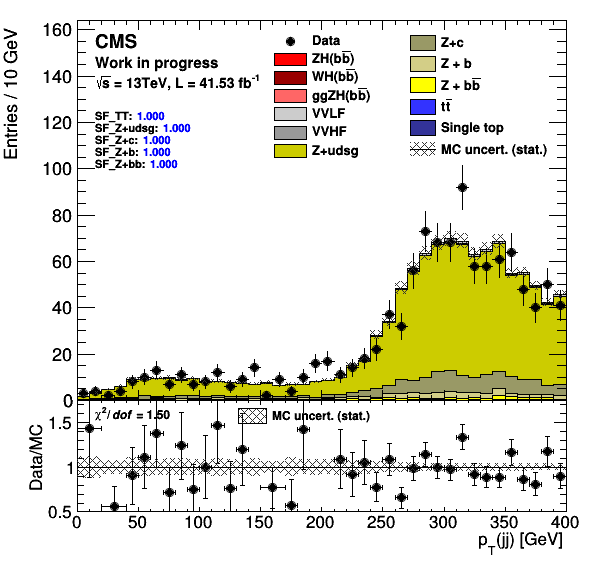 Entries / 10 GeV
160
140
120
100
80
60
40
20
0
CMS
Work in progress
√s = 13TeV, L = 41.53 fb⁻¹
SF_TT: 1.000
SF_Z+udsg: 1.000
SF_Z+c: 1.000
SF_Z+b: 1.000
SF_Z+bb: 1.000
Data
ZH(bb̅)
WH(bb̅)
ggZH(bb̅)
VVLF
VVHF
Z+udsg
Z+c
Z + b
Z + bb̅
tt̅
Single top
MC uncert. (stat.)
Data/MC
1.5
1
0.5
χ²/ dof = 1.50
MC uncert. (stat.)
0 50 100 150 200 250 300 350 400
p_T(jj) [GeV]